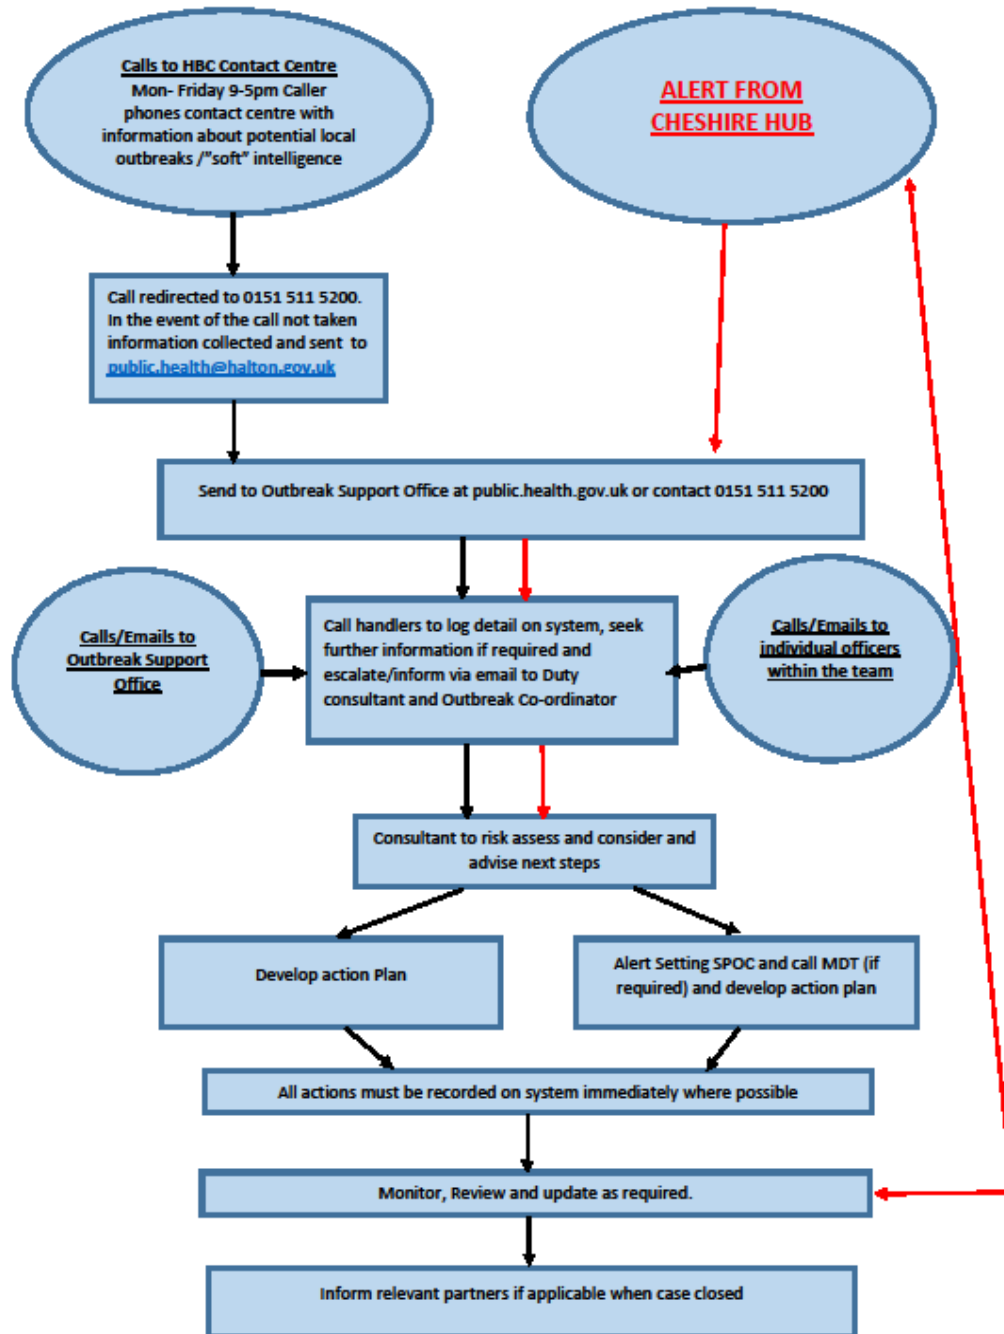 Calls to HBC Contact Centre
Mon- Friday 9-5pm Caller
phones contact centre with
information about potential local
outbreaks /"soft" intelligence
ALERT FROM
CHESHIRE HUB
Call redirected to 0151 511 5200.
In the event of the call not taken
information collected and sent to
public.health@halton.gov.uk
Send to Outbreak Support Office at public.health.gov.uk or contact 0151 511 5200
Calls/Emails to
Outbreak Support
Office
Call handlers to log detail on system, seek
further information if required and
escalate/inform via email to Duty
consultant and Outbreak Co-ordinator
Calls/Emails to
individual officers
within the team
Consultant to risk assess and consider and
advise next steps
Develop action Plan
Alert Setting SPOC and call MDT (if
required) and develop action plan
All actions must be recorded on system immediately where possible
Monitor, Review and update as required.
Inform relevant partners if applicable when case closed